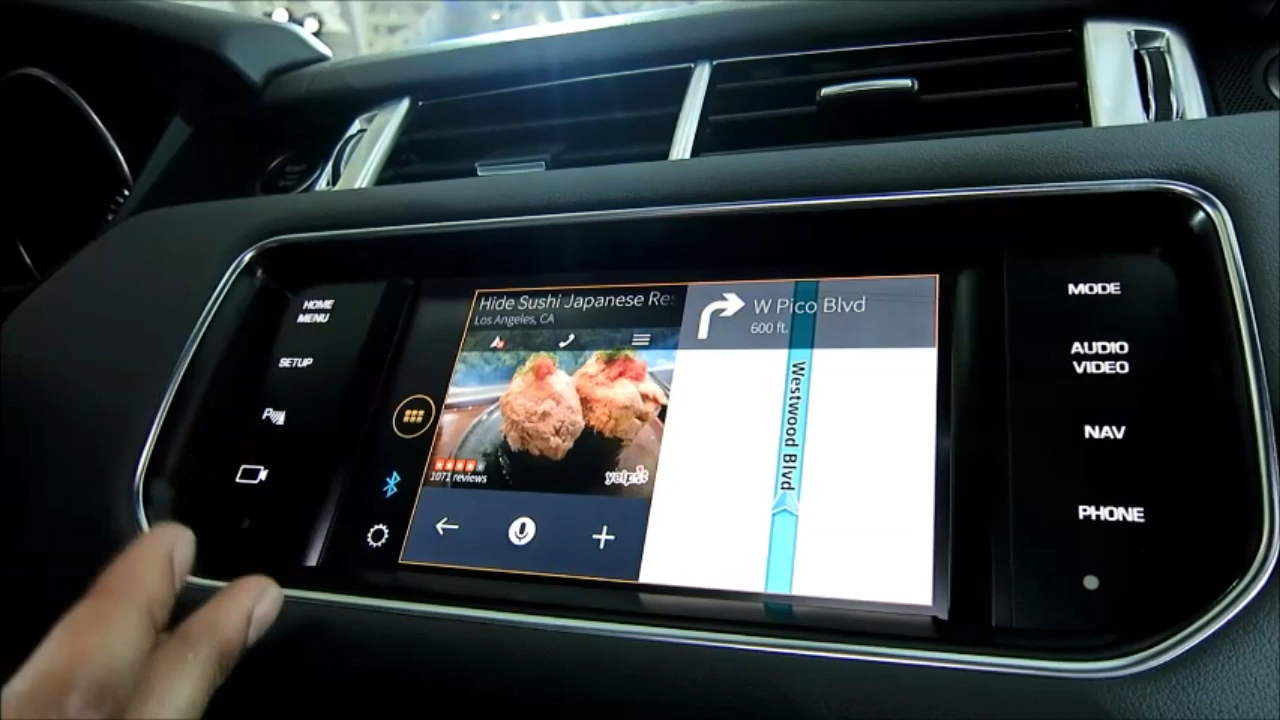 HOME
MENU
SETUP
P
Hide Sushi Japanese Res
Los Angeles, CA
1071 reviews
yelp
W Pico Blvd
600 ft.
Westwood Blvd
MODE
AUDIO
VIDEO
NAV
PHONE